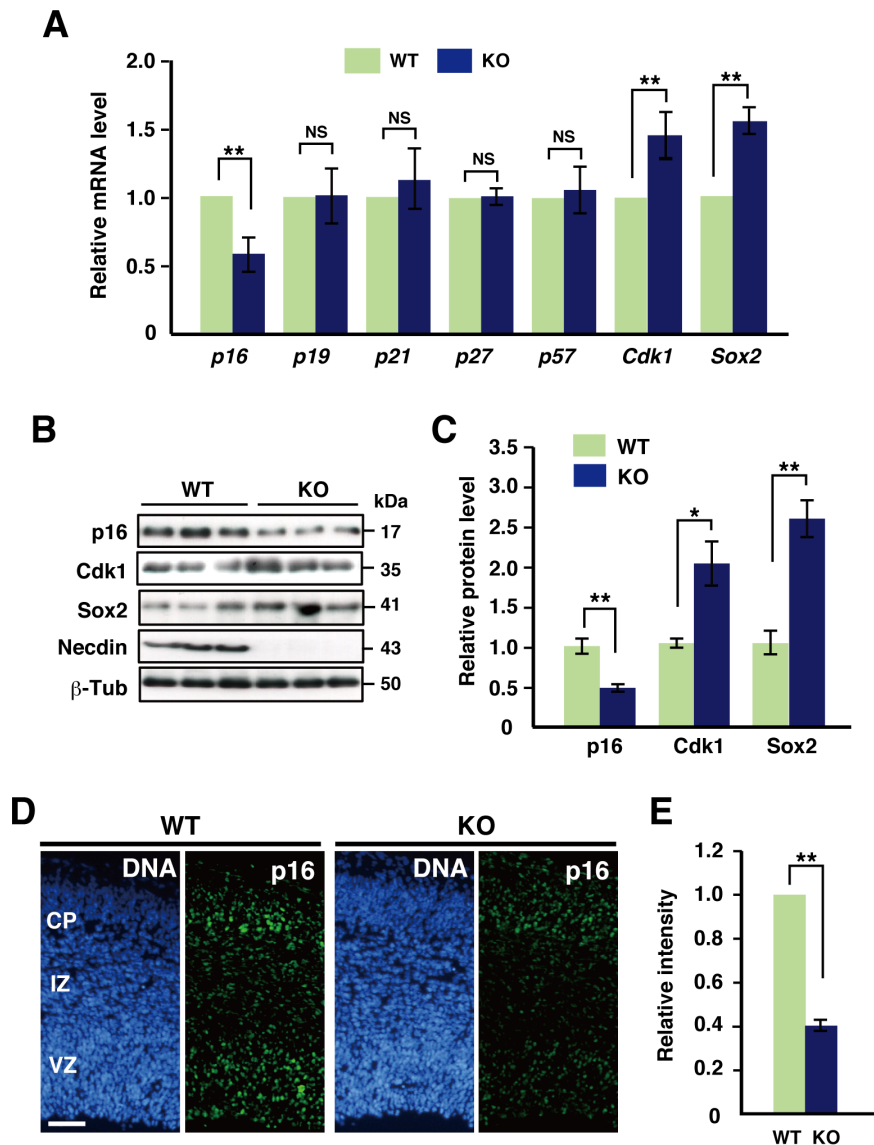 A
WT KO
2.0
1.5
1.0
0.5
0
Relative mRNA level
** NS NS NS NS ** **
p16 p19 p21 p27 p57 Cdk1 Sox2
B
WT KO
kDa
p16 17
Cdk1 35
Sox2 41
Necdin 43
β-Tub 50
C
WT
KO
3.5
3.0
2.5
2.0
1.5
1.0
0.5
0
Relative protein level
** * **
p16 Cdk1 Sox2
D
WT KO
DNA p16 DNA p16
CP
IZ
VZ
E
1.2
1.0
0.8
0.6
0.4
0.2
0
Relative intensity
**
WT KO